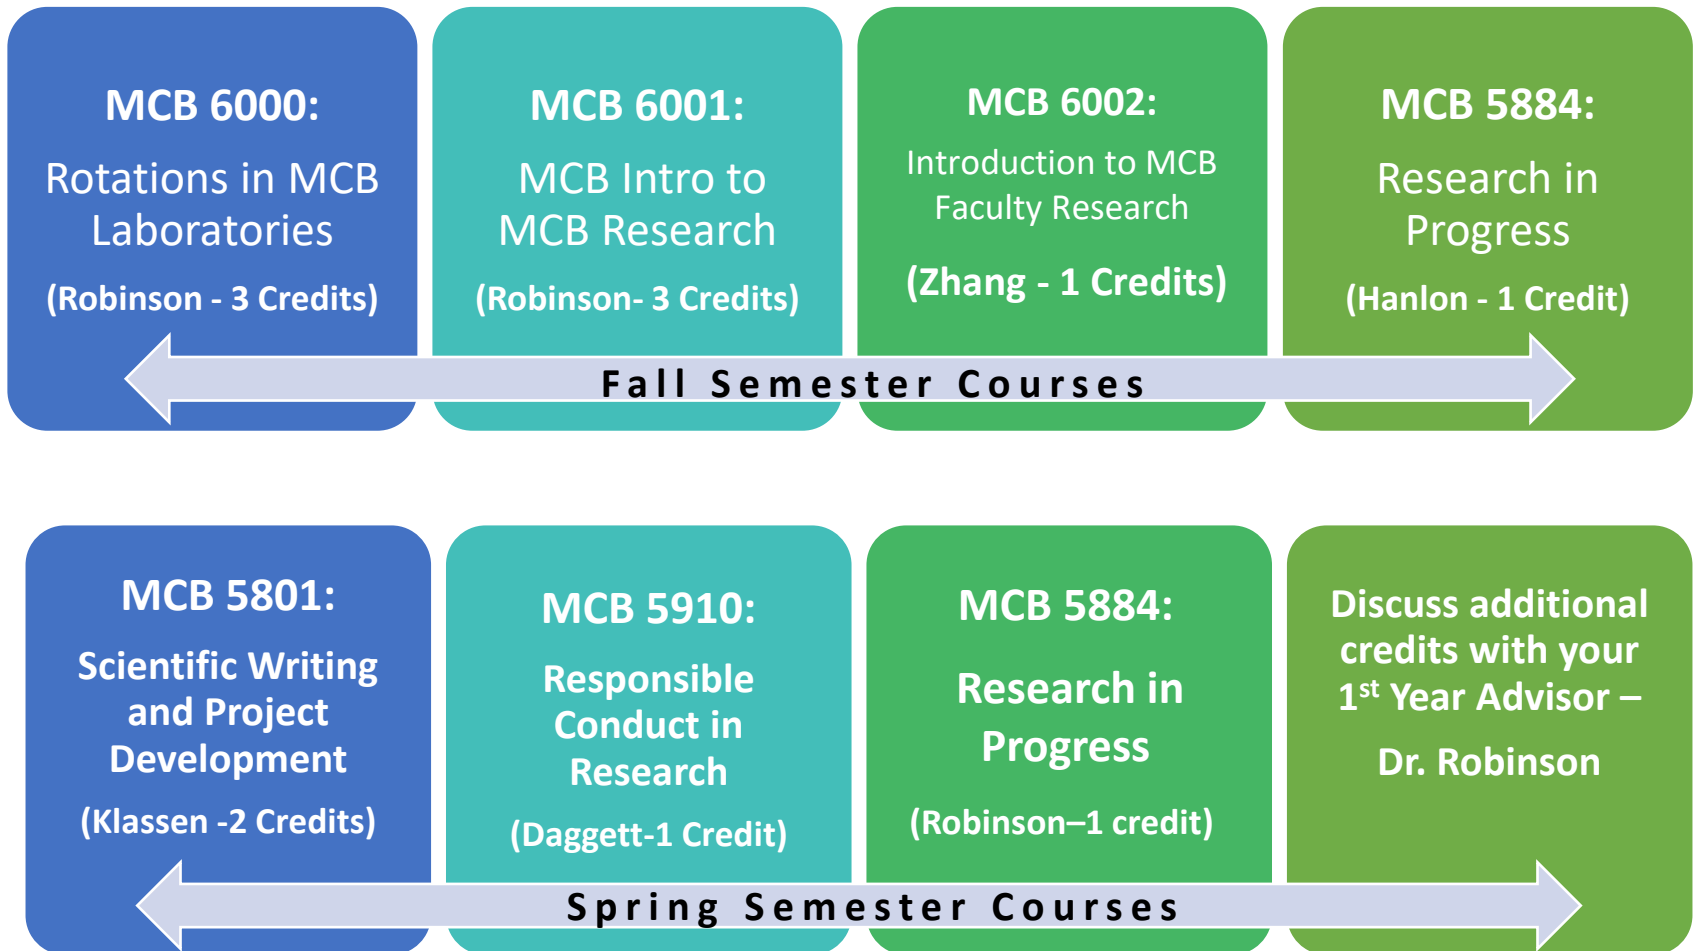 MCB 6000:
Rotations in MCB
Laboratories
(Robinson - 3 Credits)
MCB 6001:
MCB Intro to
MCB Research
(Robinson- 3 Credits)
MCB 6002:
Introduction to MCB
Faculty Research
(Zhang - 1 Credits)
MCB 5884:
Research in
Progress
(Hanlon - 1 Credit)
Fall Semester Courses
MCB 5801:
Scientific Writing
and Project
Development
(Klassen -2 Credits)
MCB 5910:
Responsible
Conduct in
Research
(Daggett-1 Credit)
MCB 5884:
Research in
Progress
(Robinson–1 credit)
Discuss additional
credits with your
1st Year Advisor –
Dr. Robinson
Spring Semester Courses